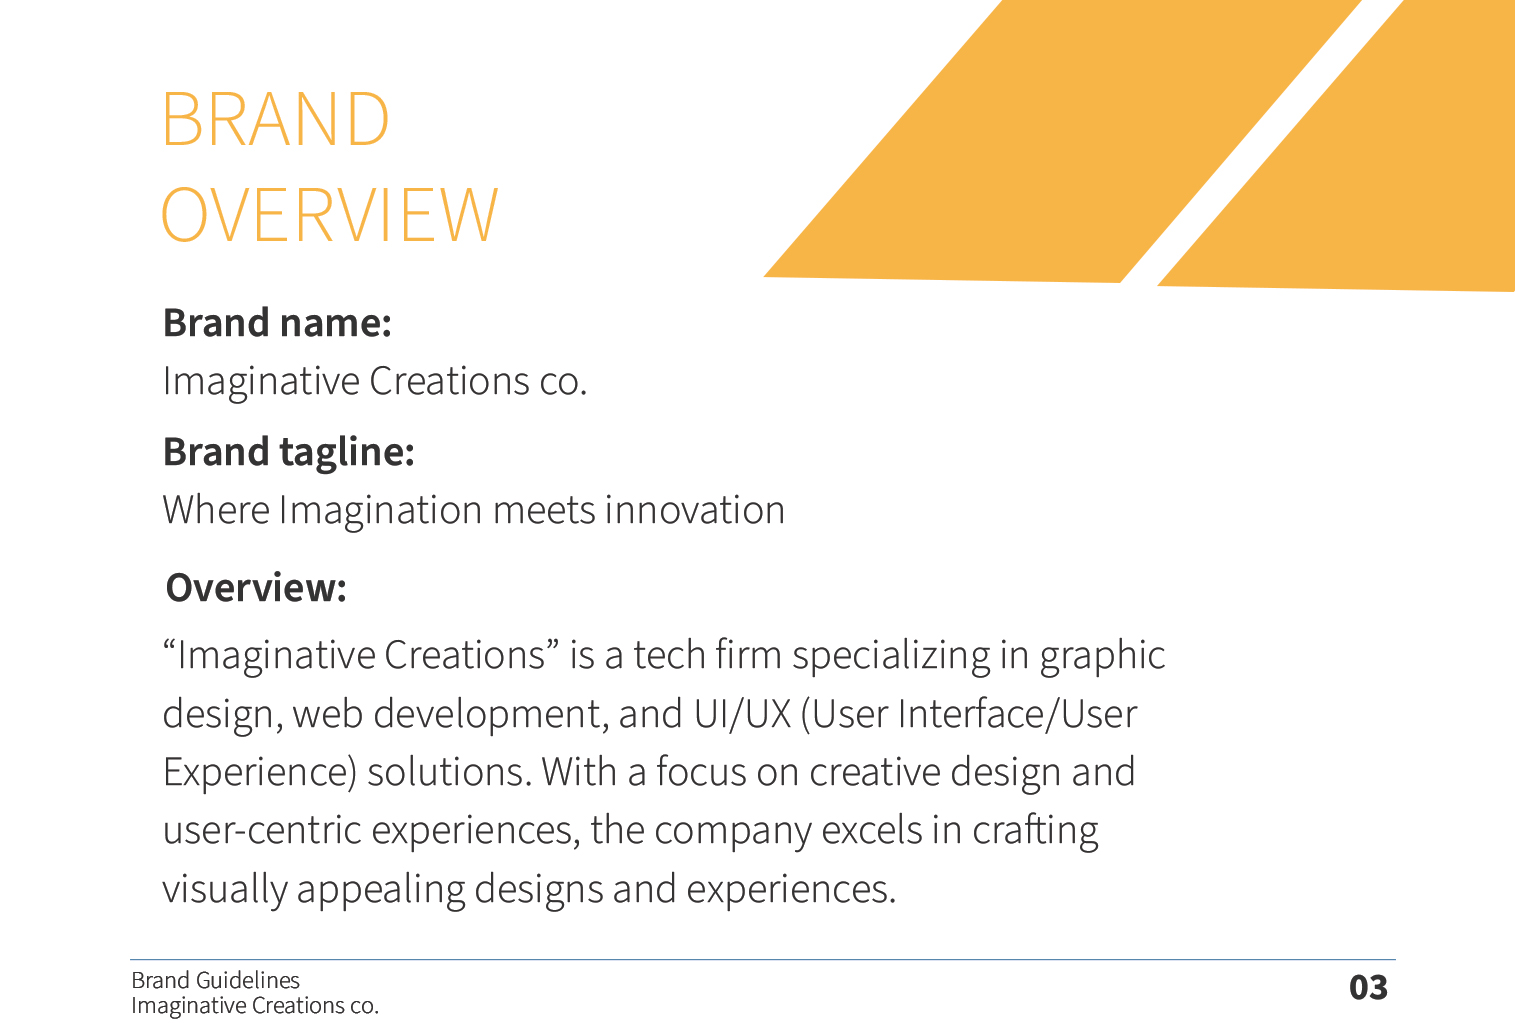 BRAND
OVERVIEW
Brand name:
Imaginative Creations co.
Brand tagline:
Where Imagination meets innovation
Overview:
“Imaginative Creations” is a tech firm specializing in graphic
design, web development, and UI/UX (User Interface/User
Experience) solutions. With a focus on creative design and
user-centric experiences, the company excels in crafting
visually appealing designs and experiences.
Brand Guidelines
Imaginative Creations co.
03